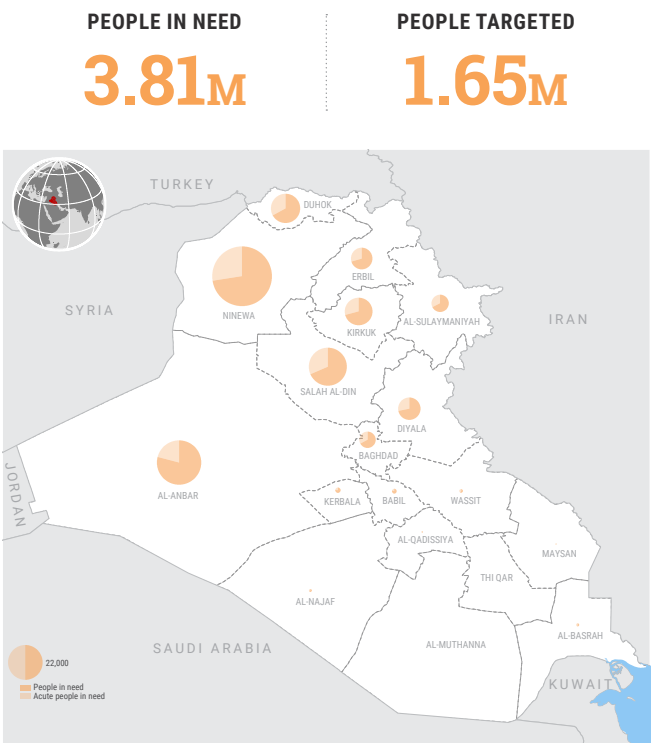 PEOPLE IN NEED
PEOPLE TARGETED
3.81M
1.65M
TURKEY
DUHOK
ERBIL
SYRIA
NINEWA
KIRKUK
AL-SULAYMANIYAH
IRAN
SALAH AL-DIN
DIYALA
BAGHDAD
JORDAN
AL-ANBAR
KERBALA
BABIL
WASSIT
AL-QADISSIYA
MAYSAN
THI QAR
AL-NAJAF
SAUDI ARABIA
AL-MUTHANNA
AL-BASRAH
22,000
KUWAIT
People in need
Acute people in need